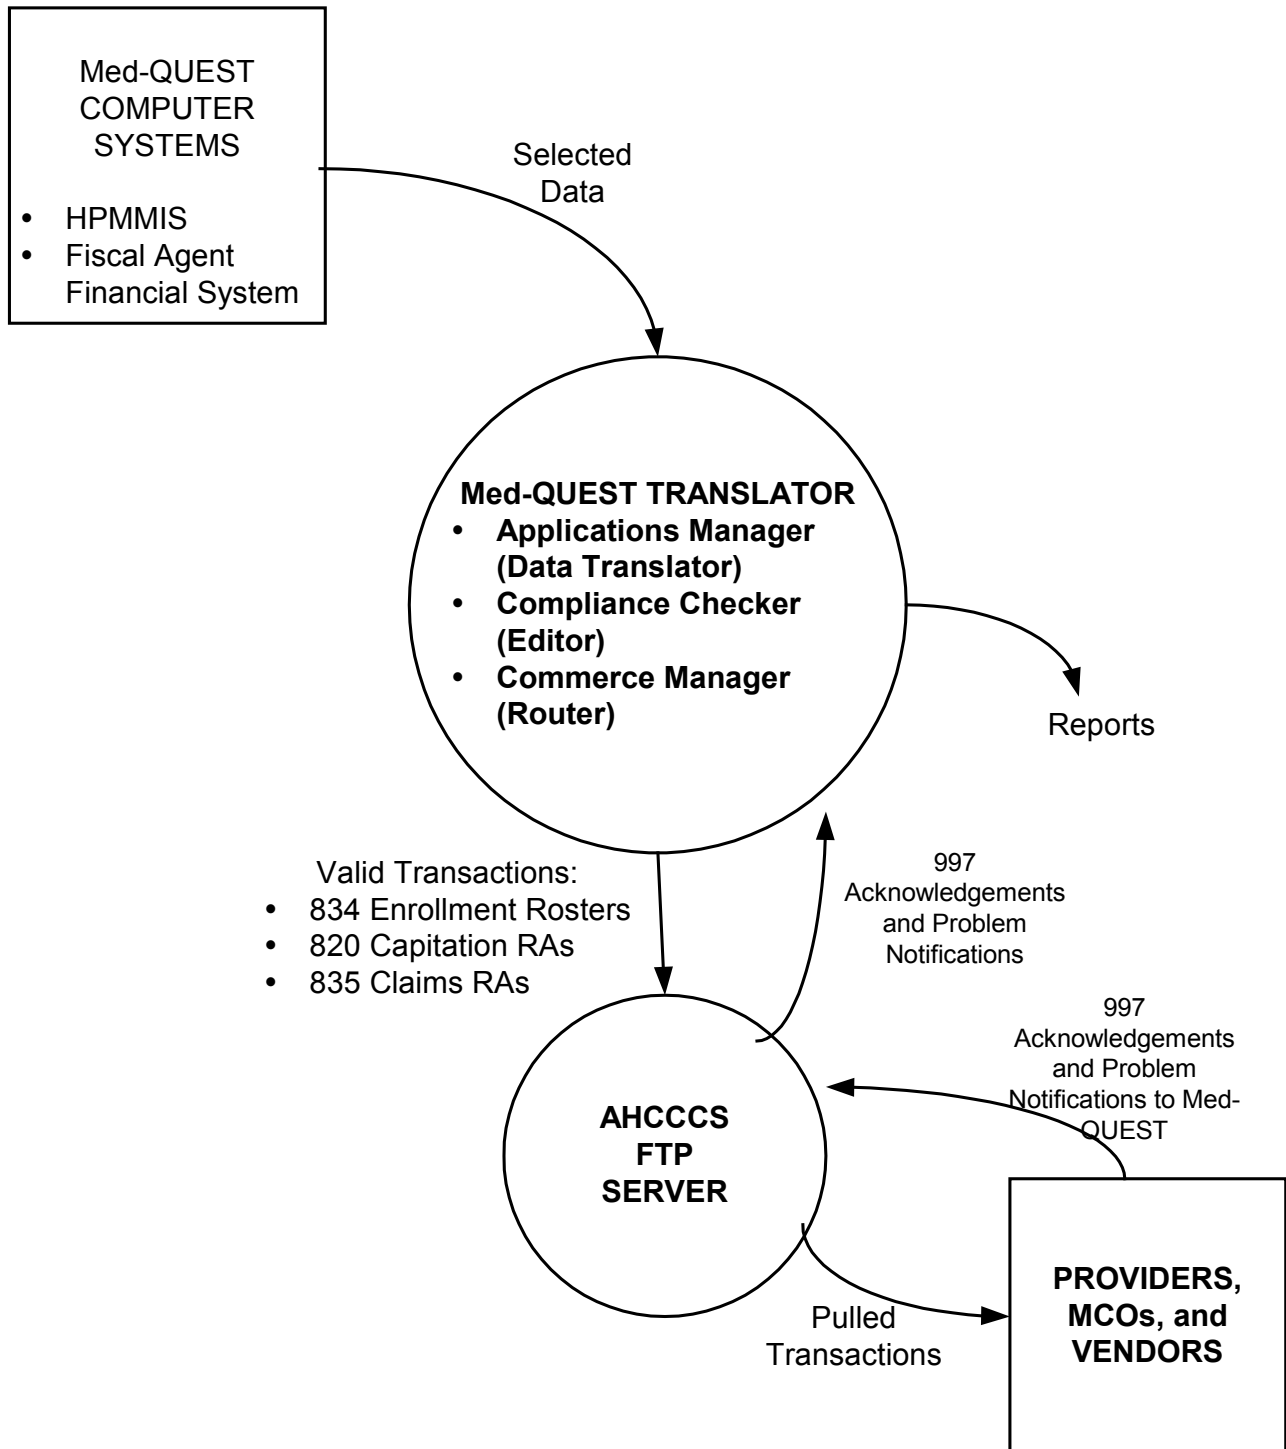 Med-QUEST
COMPUTER
SYSTEMS
• HPMMIS
• Fiscal Agent
Financial System
Selected
Data
Med-QUEST TRANSLATOR
• Applications Manager
(Data Translator)
• Compliance Checker
(Editor)
• Commerce Manager
(Router)
Reports
Valid Transactions:
• 834 Enrollment Rosters
• 820 Capitation RAs
• 835 Claims RAs
997
Acknowledgements
and Problem
Notifications
997
Acknowledgements
and Problem
Notifications to Med-
QUEST
AHCCCS
FTP
SERVER
Pulled
Transactions
PROVIDERS,
MCOs, and
VENDORS